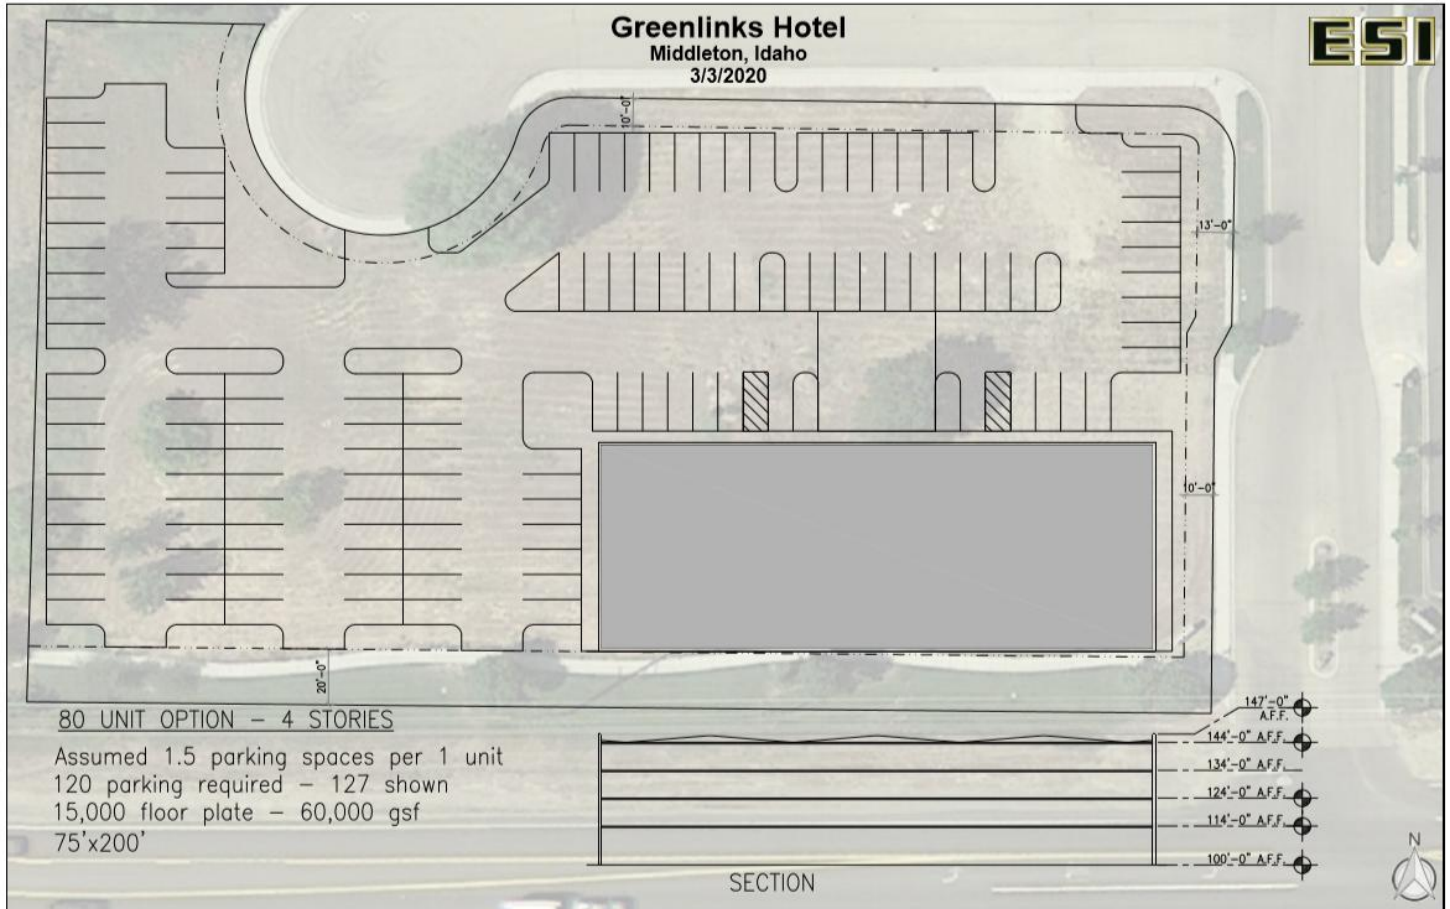 Greenlinks Hotel
Middleton, Idaho
3/3/2020
ESI
10'-0"
13'-0"
10'-0"
20'-0"
80 UNIT OPTION – 4 STORIES
Assumed 1.5 parking spaces per 1 unit
120 parking required – 127 shown
15,000 floor plate – 60,000 gsf
75'x200'
147'-0"
A.F.F.
144'-0" A.F.F.
134'-0" A.F.F.
124'-0" A.F.F.
114'-0" A.F.F.
100'-0" A.F.F.
SECTION
N